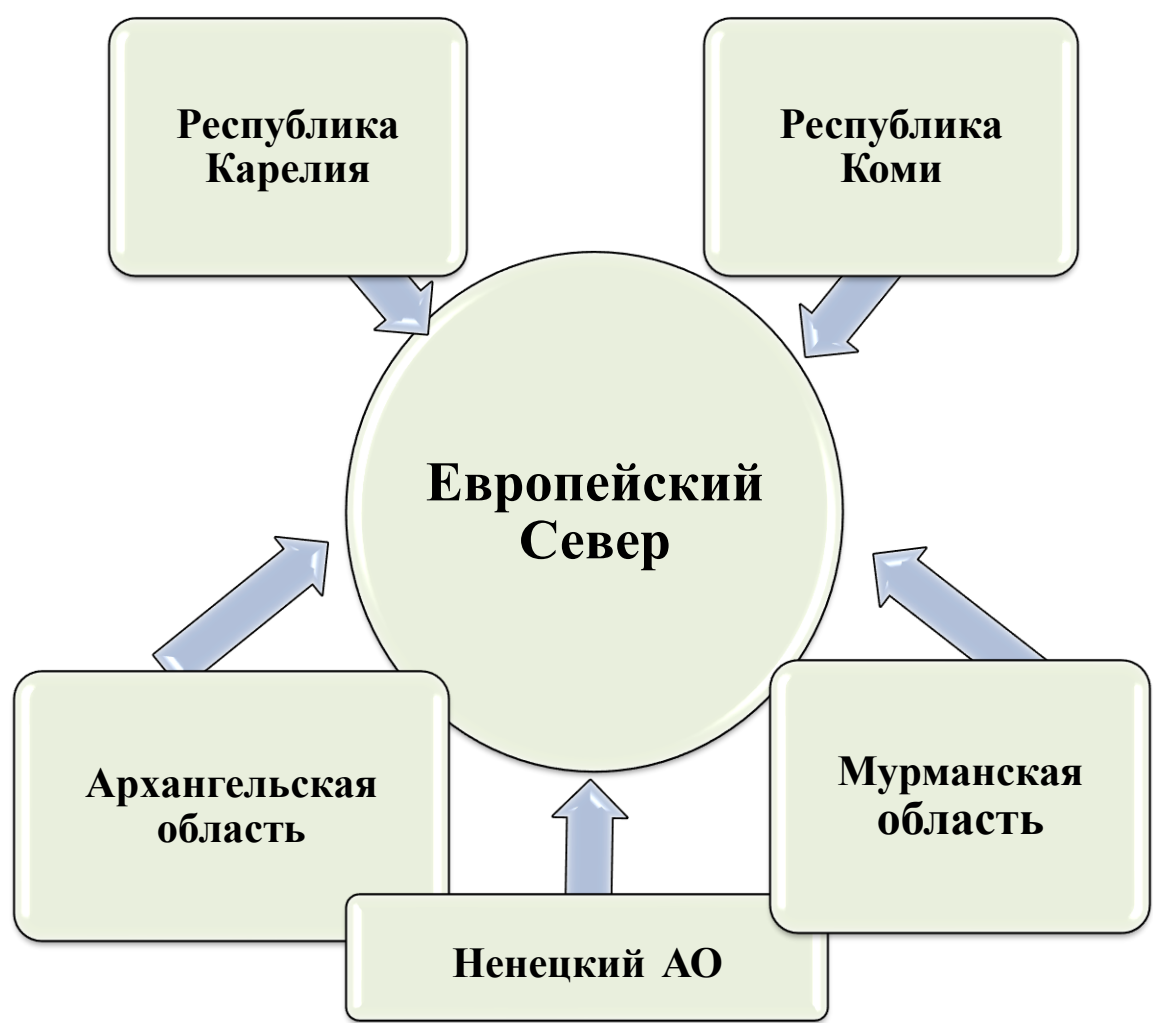 Республика
Карелия
Республика
Коми
Европейский
Север
Архангельская
область
Мурманская
область
Ненецкий АО